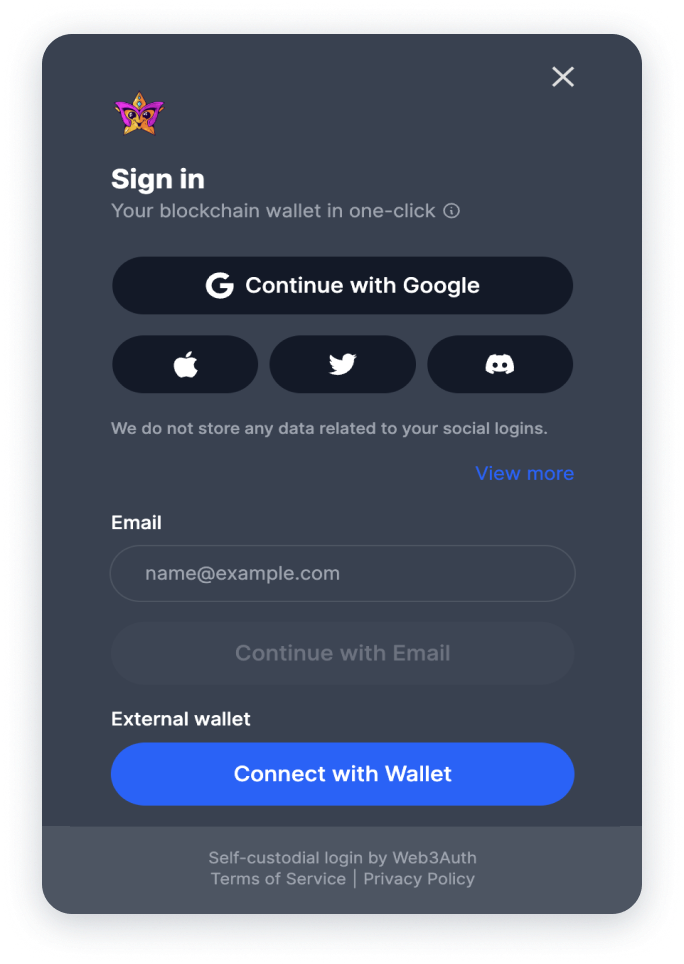 Sign in
Your blockchain wallet in one-click
Continue with Google
We do not store any data related to your social logins.
View more
Email
name@example.com
Continue with Email
External wallet
Connect with Wallet
Self-custodial login by Web3Auth
Terms of Service | Privacy Policy